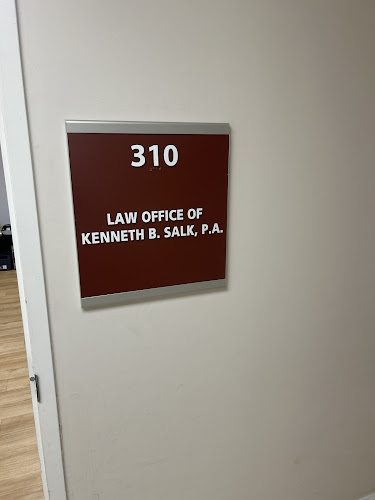 310
LAW OFFICE OF
KENNETH B. SALK, P.A.